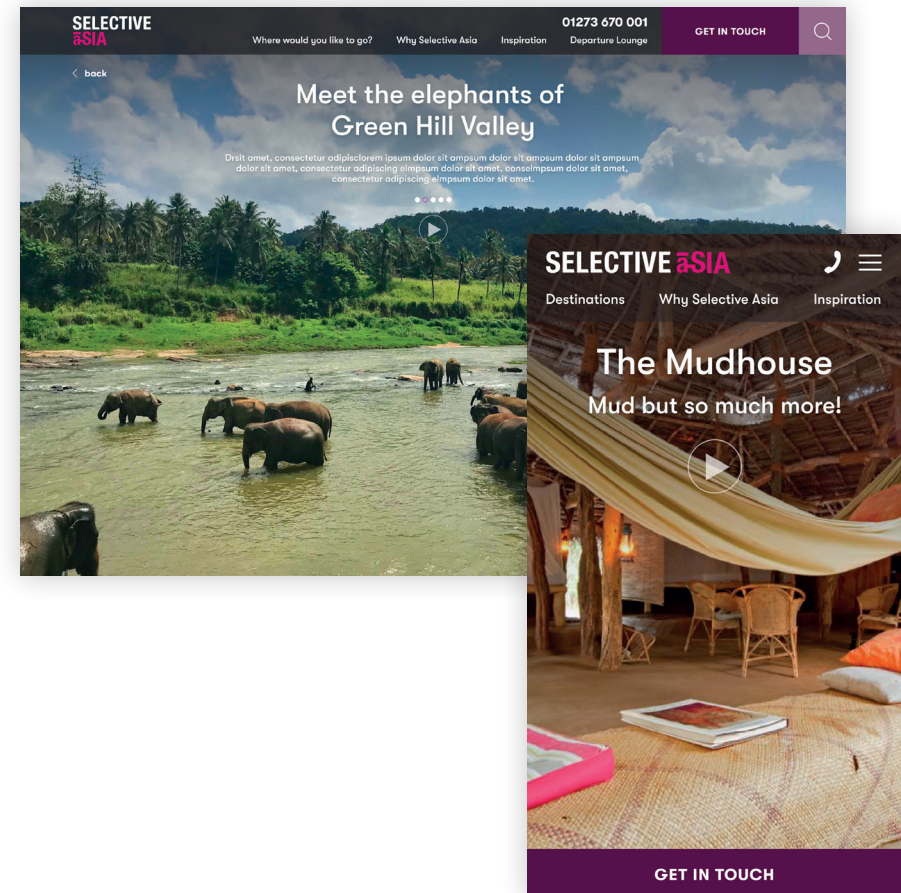 SELECTIVE
āSIA
01273 670 001
Where would you like to go?
Why Selective Asia
Inspiration
Departure Lounge
GET IN TOUCH
back
Meet the elephants of
Green Hill Valley
Drsit amet, consectetur adipisclorem ipsum dolor sit ampsum dolor sit ampsum dolor sit ampsum
dolor sit amet, consectetur adipiscing elmpsum dolor sit amet, conselmpsum dolor sit amet,
consectetur adipiscing elmpsum dolor sit amet.
SELECTIVE āSIA
Destinations
Why Selective Asia
Inspiration
The Mudhouse
Mud but so much more!
GET IN TOUCH